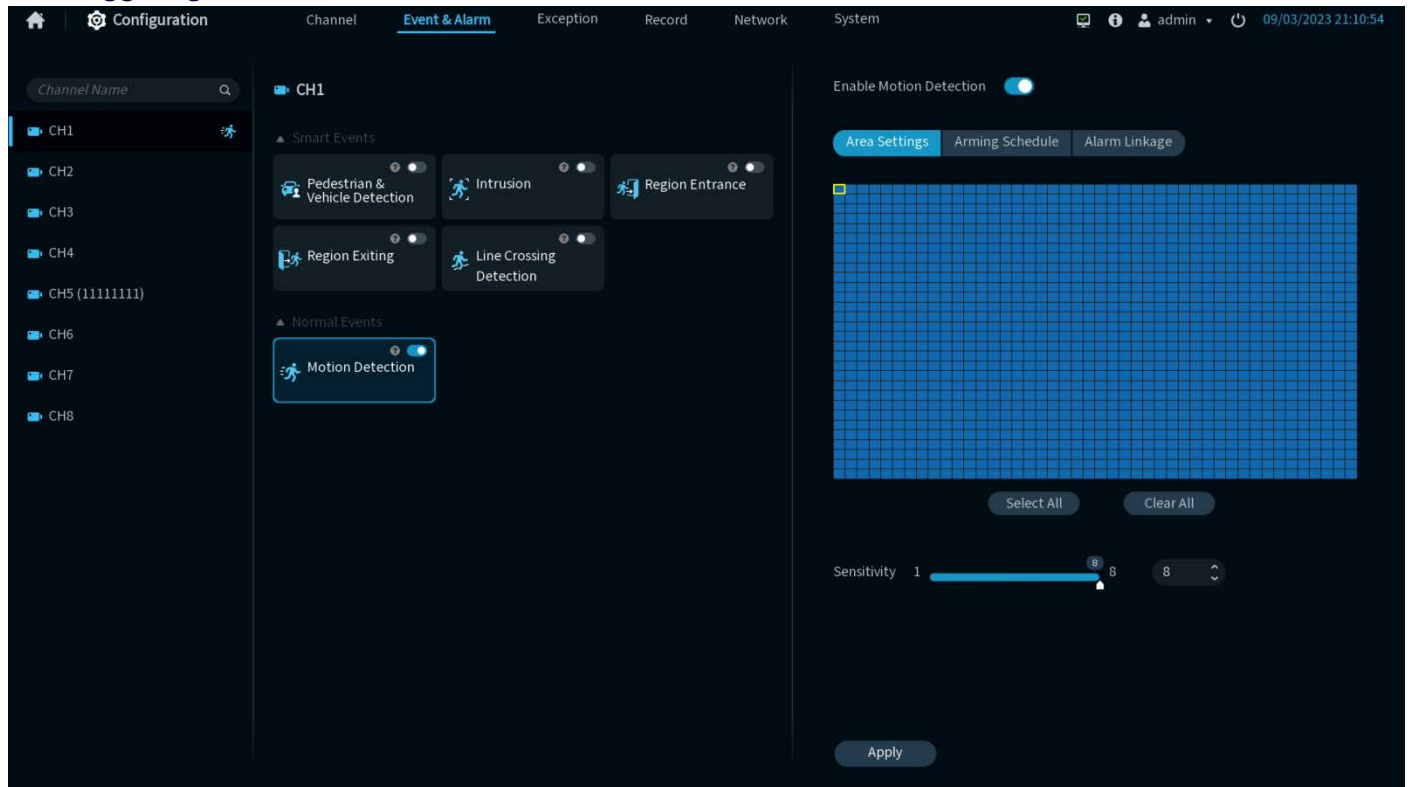 Configuration Channel Event & Alarm Exception Record Network System admin 09/03/2023 21:10:54
Channel Name
CH1
CH2
CH3
CH4
CH5 (11111111)
CH6
CH7
CH8
CH1
Smart Events
Pedestrian &
Vehicle Detection
Intrusion
Region Entrance
Region Exiting
Line Crossing
Detection
Normal Events
Motion Detection
Enable Motion Detection
Area Settings Arming Schedule Alarm Linkage
Select All Clear All
Sensitivity 1 8 8 8
Apply